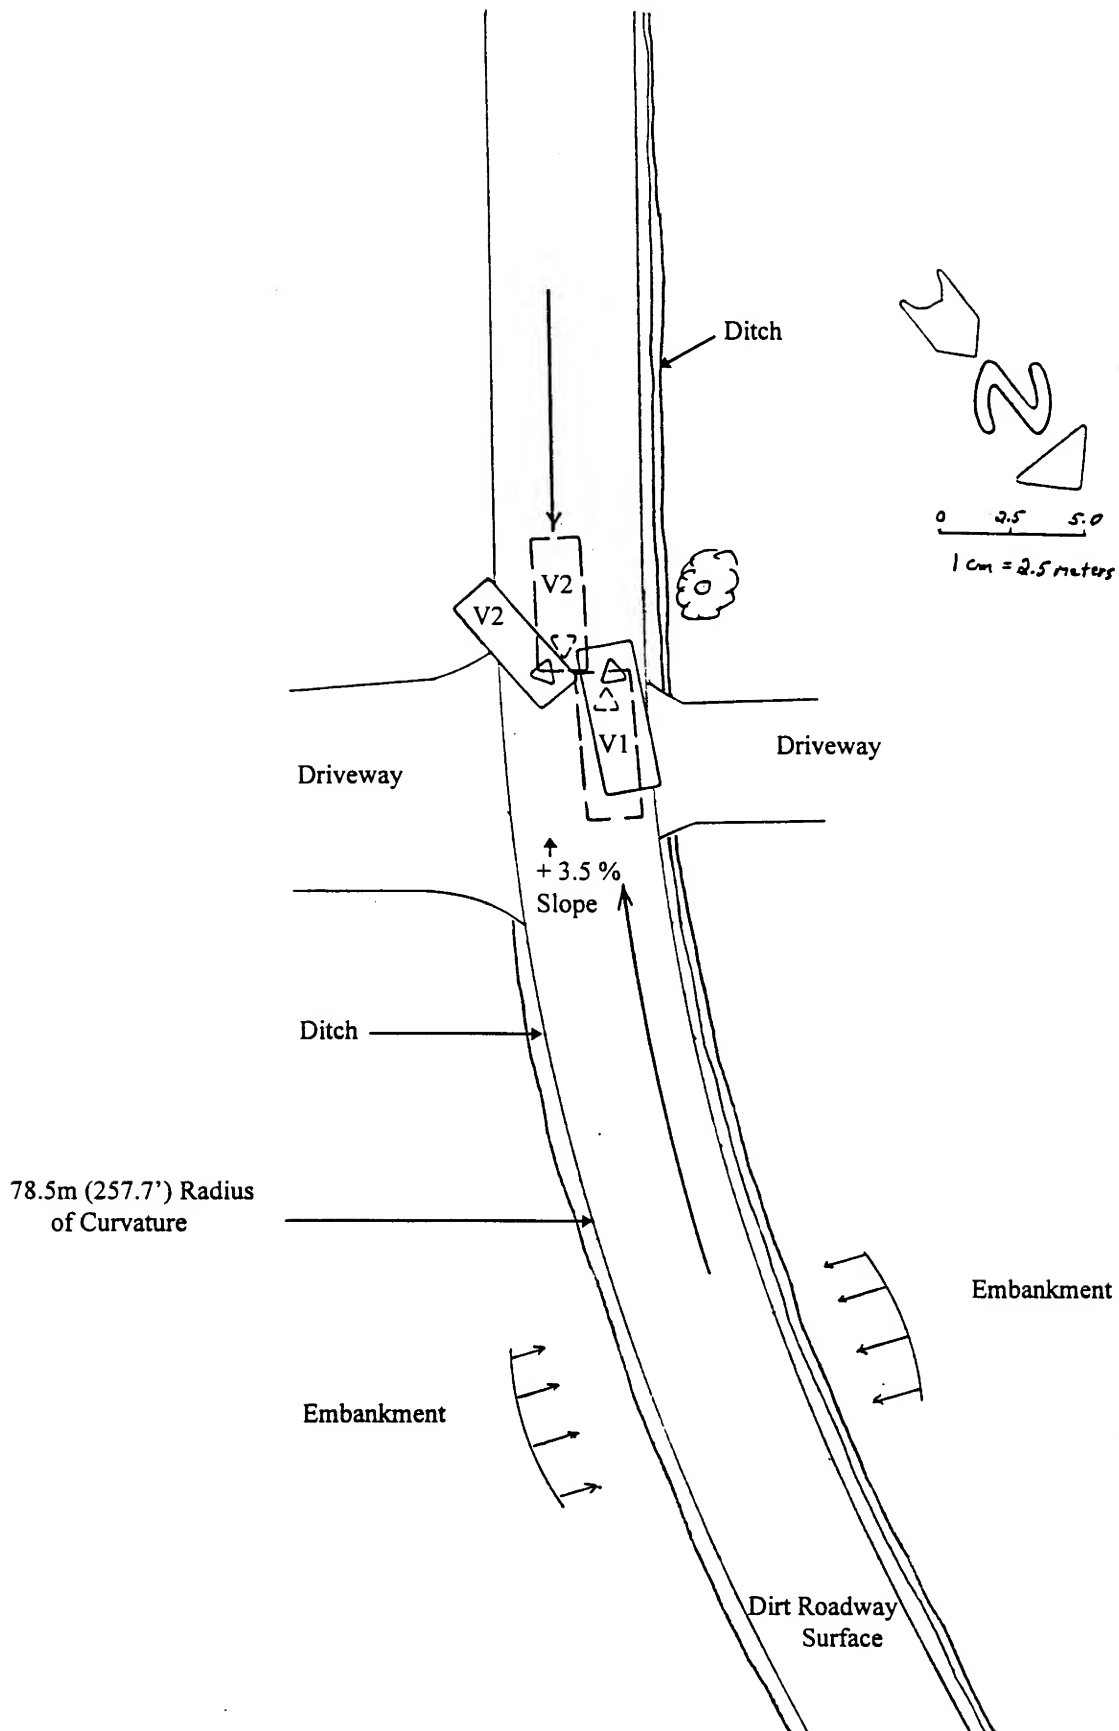 Ditch
N
0 2.5 5.0
1 cm = 2.5 meters
V2
V2
V1
Driveway
Driveway
+ 3.5 %
Slope
Ditch
78.5m (257.7') Radius
of Curvature
Embankment
Embankment
Dirt Roadway
Surface